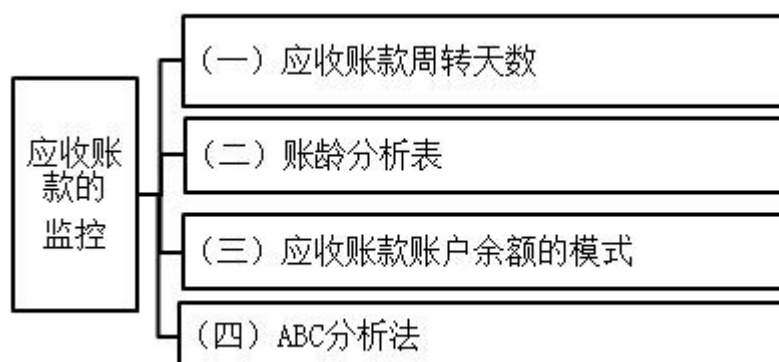 应收账
款的
监控
（一）应收账款周转天数
（二）账龄分析表
（三）应收账款账户余额的模式
（四）ABC分析法